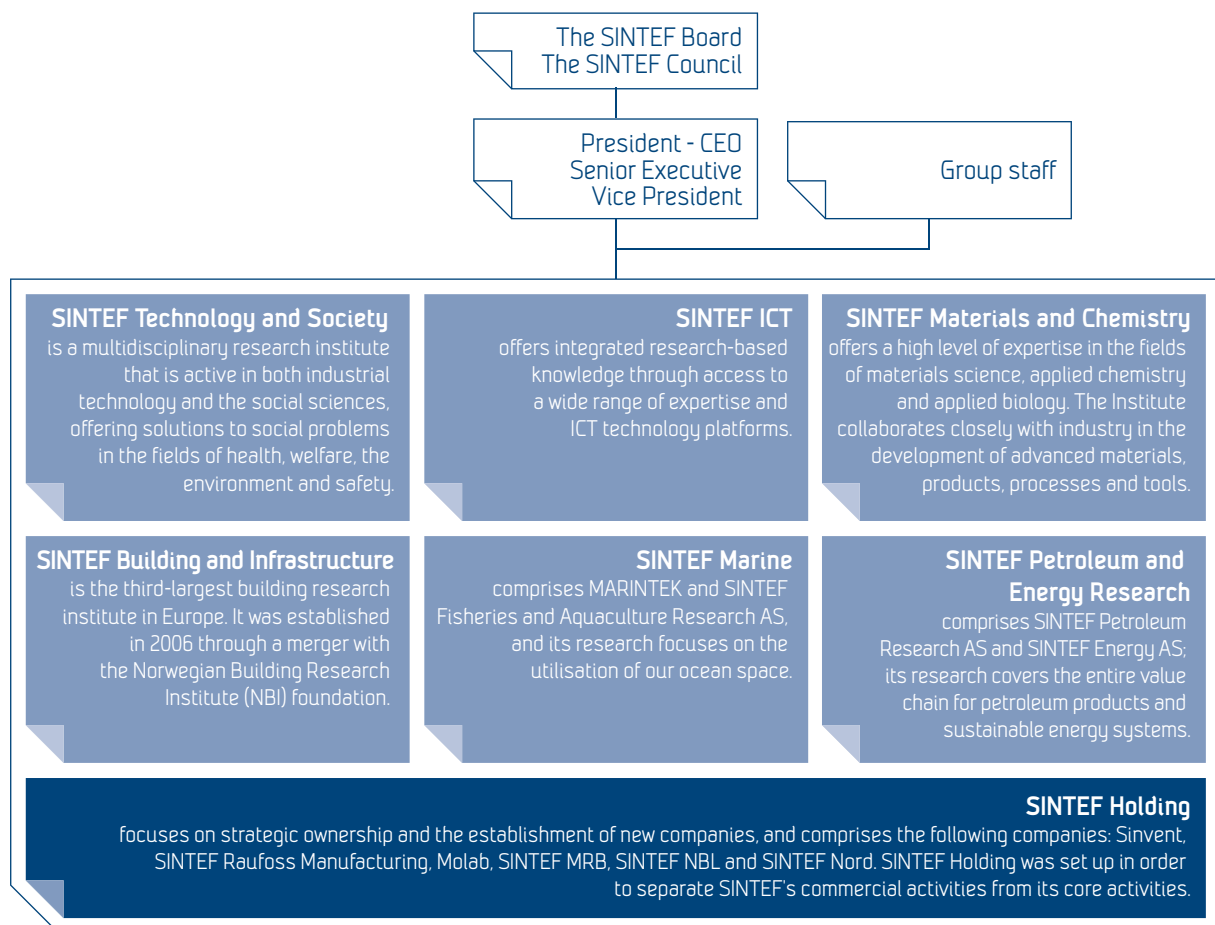 The SINTEF Board
The SINTEF Council
President - CEO
Senior Executive
Vice President
Group staff
SINTEF Technology and Society
is a multidisciplinary research institute
that is active in both industrial
technology and the social sciences,
offering solutions to social problems
in the fields of health, welfare, the
environment and safety.
SINTEF ICT
offers integrated research-based
knowledge through access to
a wide range of expertise and
ICT technology platforms.
SINTEF Materials and Chemistry
offers a high level of expertise in the fields
of materials science, applied chemistry
and applied biology. The Institute
collaborates closely with industry in the
development of advanced materials,
products, processes and tools.
SINTEF Building and Infrastructure
is the third-largest building research
institute in Europe. It was established
in 2006 through a merger with
the Norwegian Building Research
Institute (NBI) foundation.
SINTEF Marine
comprises MARINTEK and SINTEF
Fisheries and Aquaculture Research AS,
and its research focuses on the
utilisation of our ocean space.
SINTEF Petroleum and
Energy Research
comprises SINTEF Petroleum
Research AS and SINTEF Energy AS;
its research covers the entire value
chain for petroleum products and
sustainable energy systems.
SINTEF Holding
focuses on strategic ownership and the establishment of new companies, and comprises the following companies: Sinvent,
SINTEF Raufoss Manufacturing, Molab, SINTEF MRB, SINTEF NBL and SINTEF Nord. SINTEF Holding was set up in order
to separate SINTEF's commercial activities from its core activities.